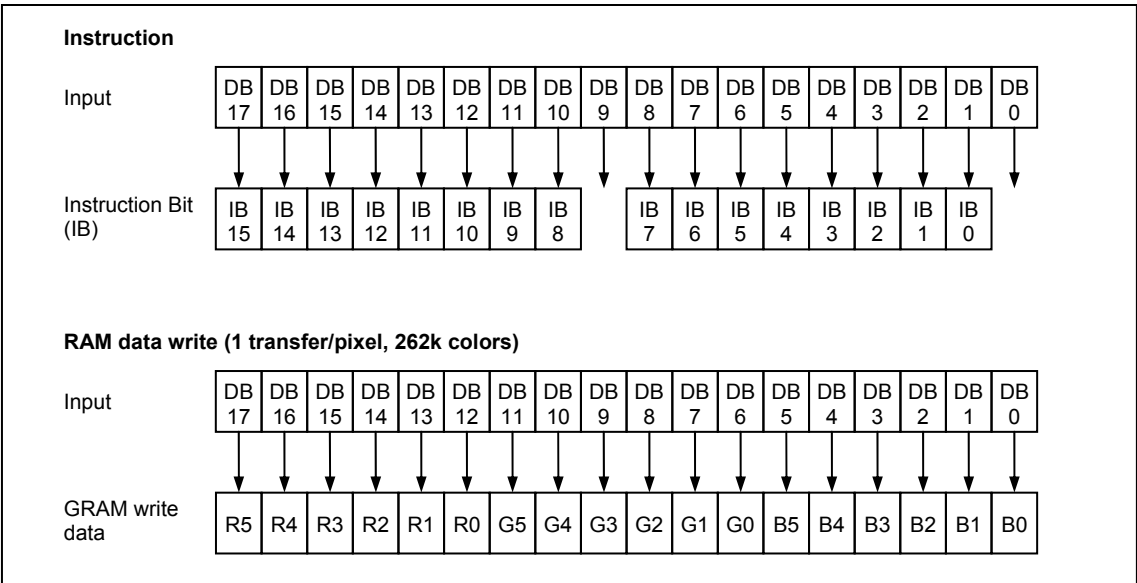 Instruction
Input DB 17 DB 16 DB 15 DB 14 DB 13 DB 12 DB 11 DB 10 DB 9 DB 8 DB 7 DB 6 DB 5 DB 4 DB 3 DB 2 DB 1 DB 0
Instruction Bit (IB) IB 15 IB 14 IB 13 IB 12 IB 11 IB 10 IB 9 IB 8 IB 7 IB 6 IB 5 IB 4 IB 3 IB 2 IB 1 IB 0
RAM data write (1 transfer/pixel, 262k colors)
Input DB 17 DB 16 DB 15 DB 14 DB 13 DB 12 DB 11 DB 10 DB 9 DB 8 DB 7 DB 6 DB 5 DB 4 DB 3 DB 2 DB 1 DB 0
GRAM write data R5 R4 R3 R2 R1 R0 G5 G4 G3 G2 G1 G0 B5 B4 B3 B2 B1 B0